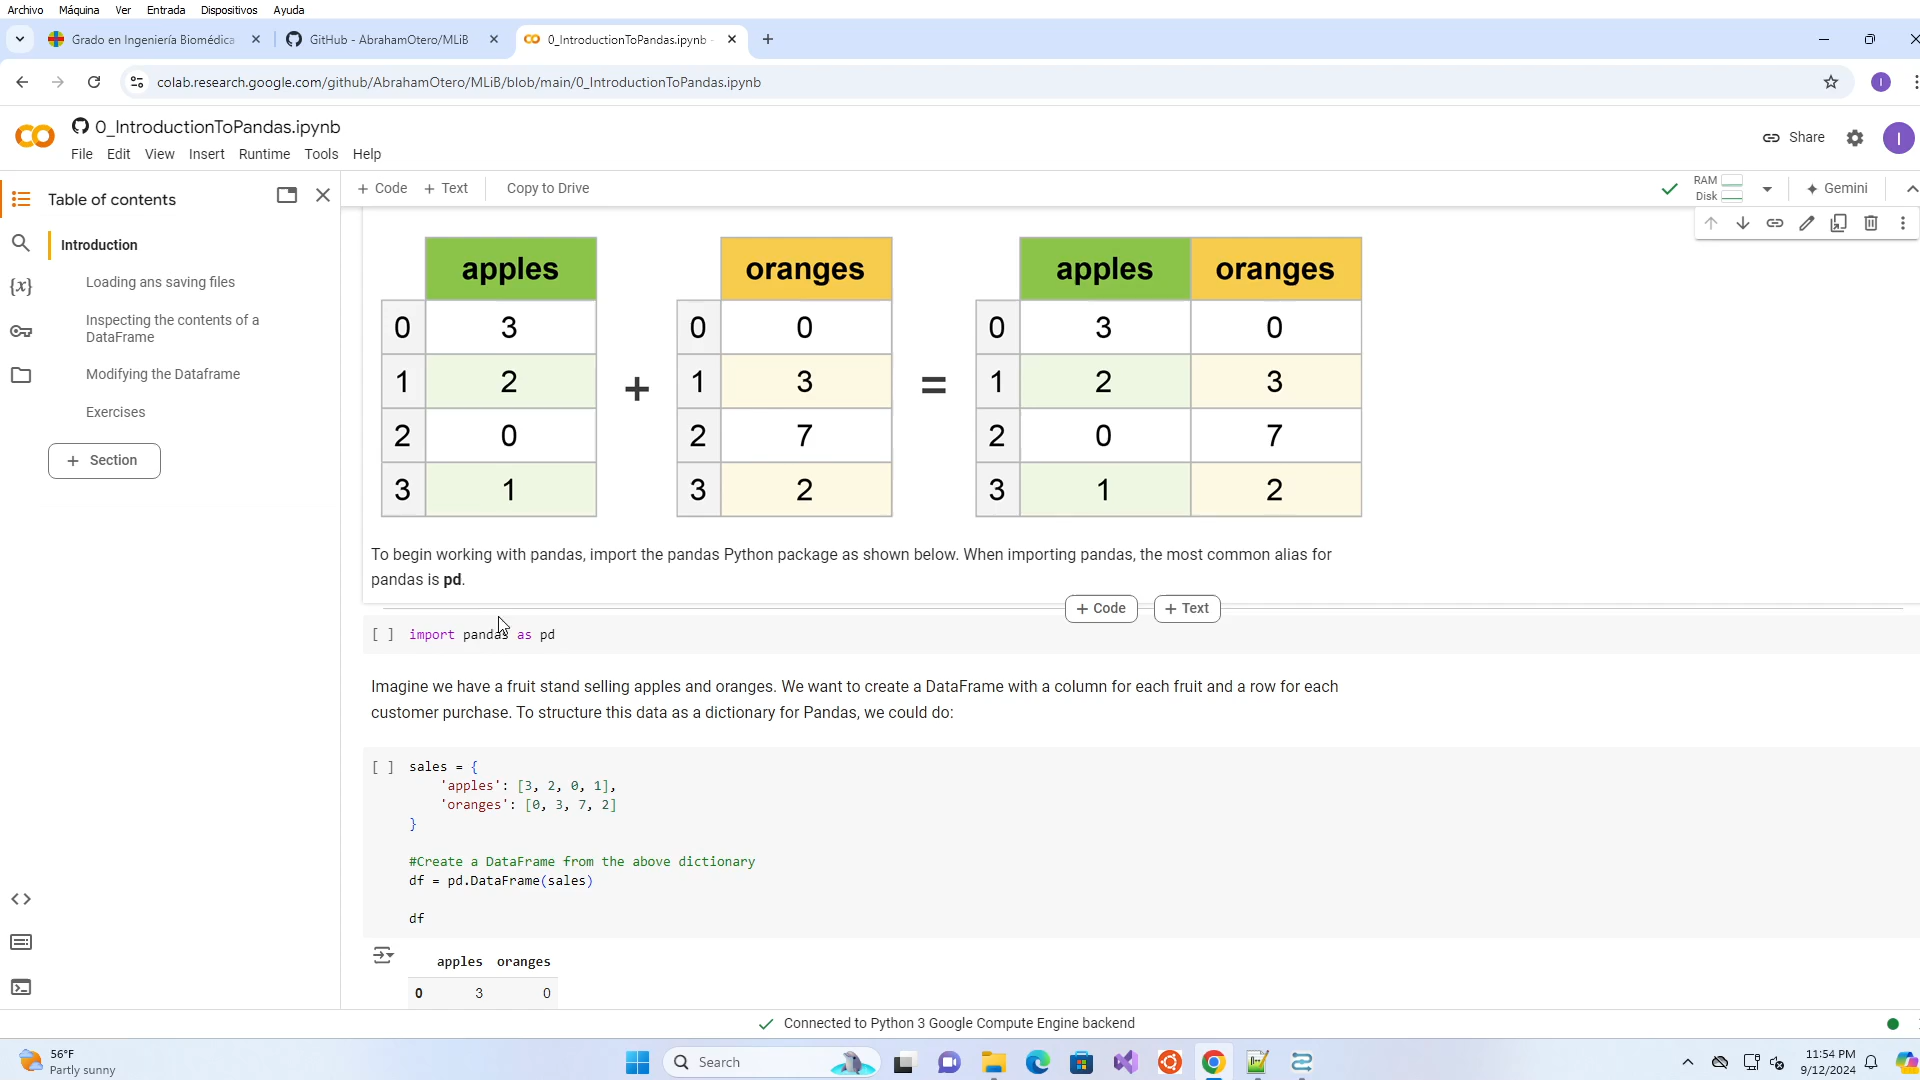 Archivo Máquina Ver Entrada Dispositivos Ayuda
Grado en Ingeniería Biomédica
GitHub - AbrahamOtero/MLiB
0_IntroductionToPandas.ipynb -
colab.research.google.com/github/AbrahamOtero/MLiB/blob/main/0_IntroductionToPandas.ipynb
I
CO
0_IntroductionToPandas.ipynb
File Edit View Insert Runtime Tools Help
Share
I
Table of contents
+ Code + Text Copy to Drive
RAM
Disk
Gemini
Introduction
Loading ans saving files
Inspecting the contents of a
DataFrame
Modifying the Dataframe
Exercises
+ Section
{x}
apples oranges apples oranges
0 3 0 0 0 3 0
1 2 + 1 3 = 1 2 3
2 0 2 7 2 0 7
3 1 3 2 3 1 2
To begin working with pandas, import the pandas Python package as shown below. When importing pandas, the most common alias for
pandas is pd.
+ Code + Text
[ ] import pandas as pd
Imagine we have a fruit stand selling apples and oranges. We want to create a DataFrame with a column for each fruit and a row for each
customer purchase. To structure this data as a dictionary for Pandas, we could do:
[ ] sales = {
'apples': [3, 2, 0, 1],
'oranges': [0, 3, 7, 2]
}
#Create a DataFrame from the above dictionary
df = pd.DataFrame(sales)
df
apples oranges
0 3 0
Connected to Python 3 Google Compute Engine backend
56°F
Partly sunny
Search
11:54 PM
9/12/2024